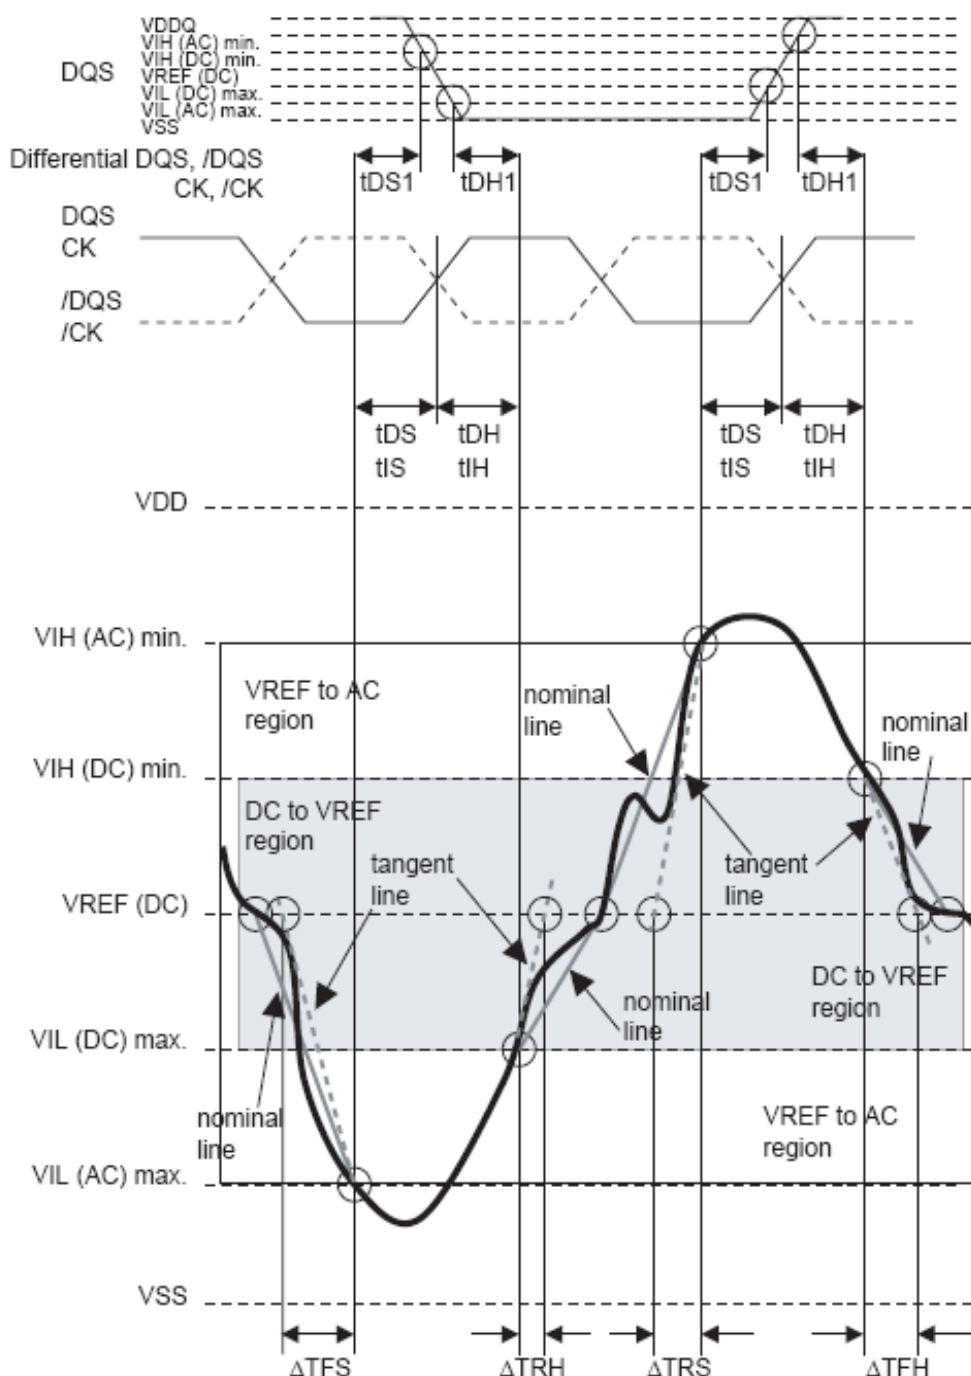 VDDQ
VIH (AC) min.
VIH (DC) min.
DQS
VREF (DC)
VIL (DC) max.
VIL (AC) max.
VSS
Differential DQS, /DQS
CK, /CK
tDS1
tDH1
tDS1
tDH1
DQS
CK
/DQS
/CK
tDS
tIS
tDH
tIH
tDS
tIS
tDH
tIH
VDD
VIH (AC) min.
VREF to AC
region
nominal
line
nominal
line
VIH (DC) min.
DC to VREF
region
tangent
line
tangent
line
VREF (DC)
nominal
line
DC to VREF
region
VIL (DC) max.
nominal
line
VREF to AC
region
VIL (AC) max.
VSS
ΔTFS
ΔTRH
ΔTRS
ΔTFH